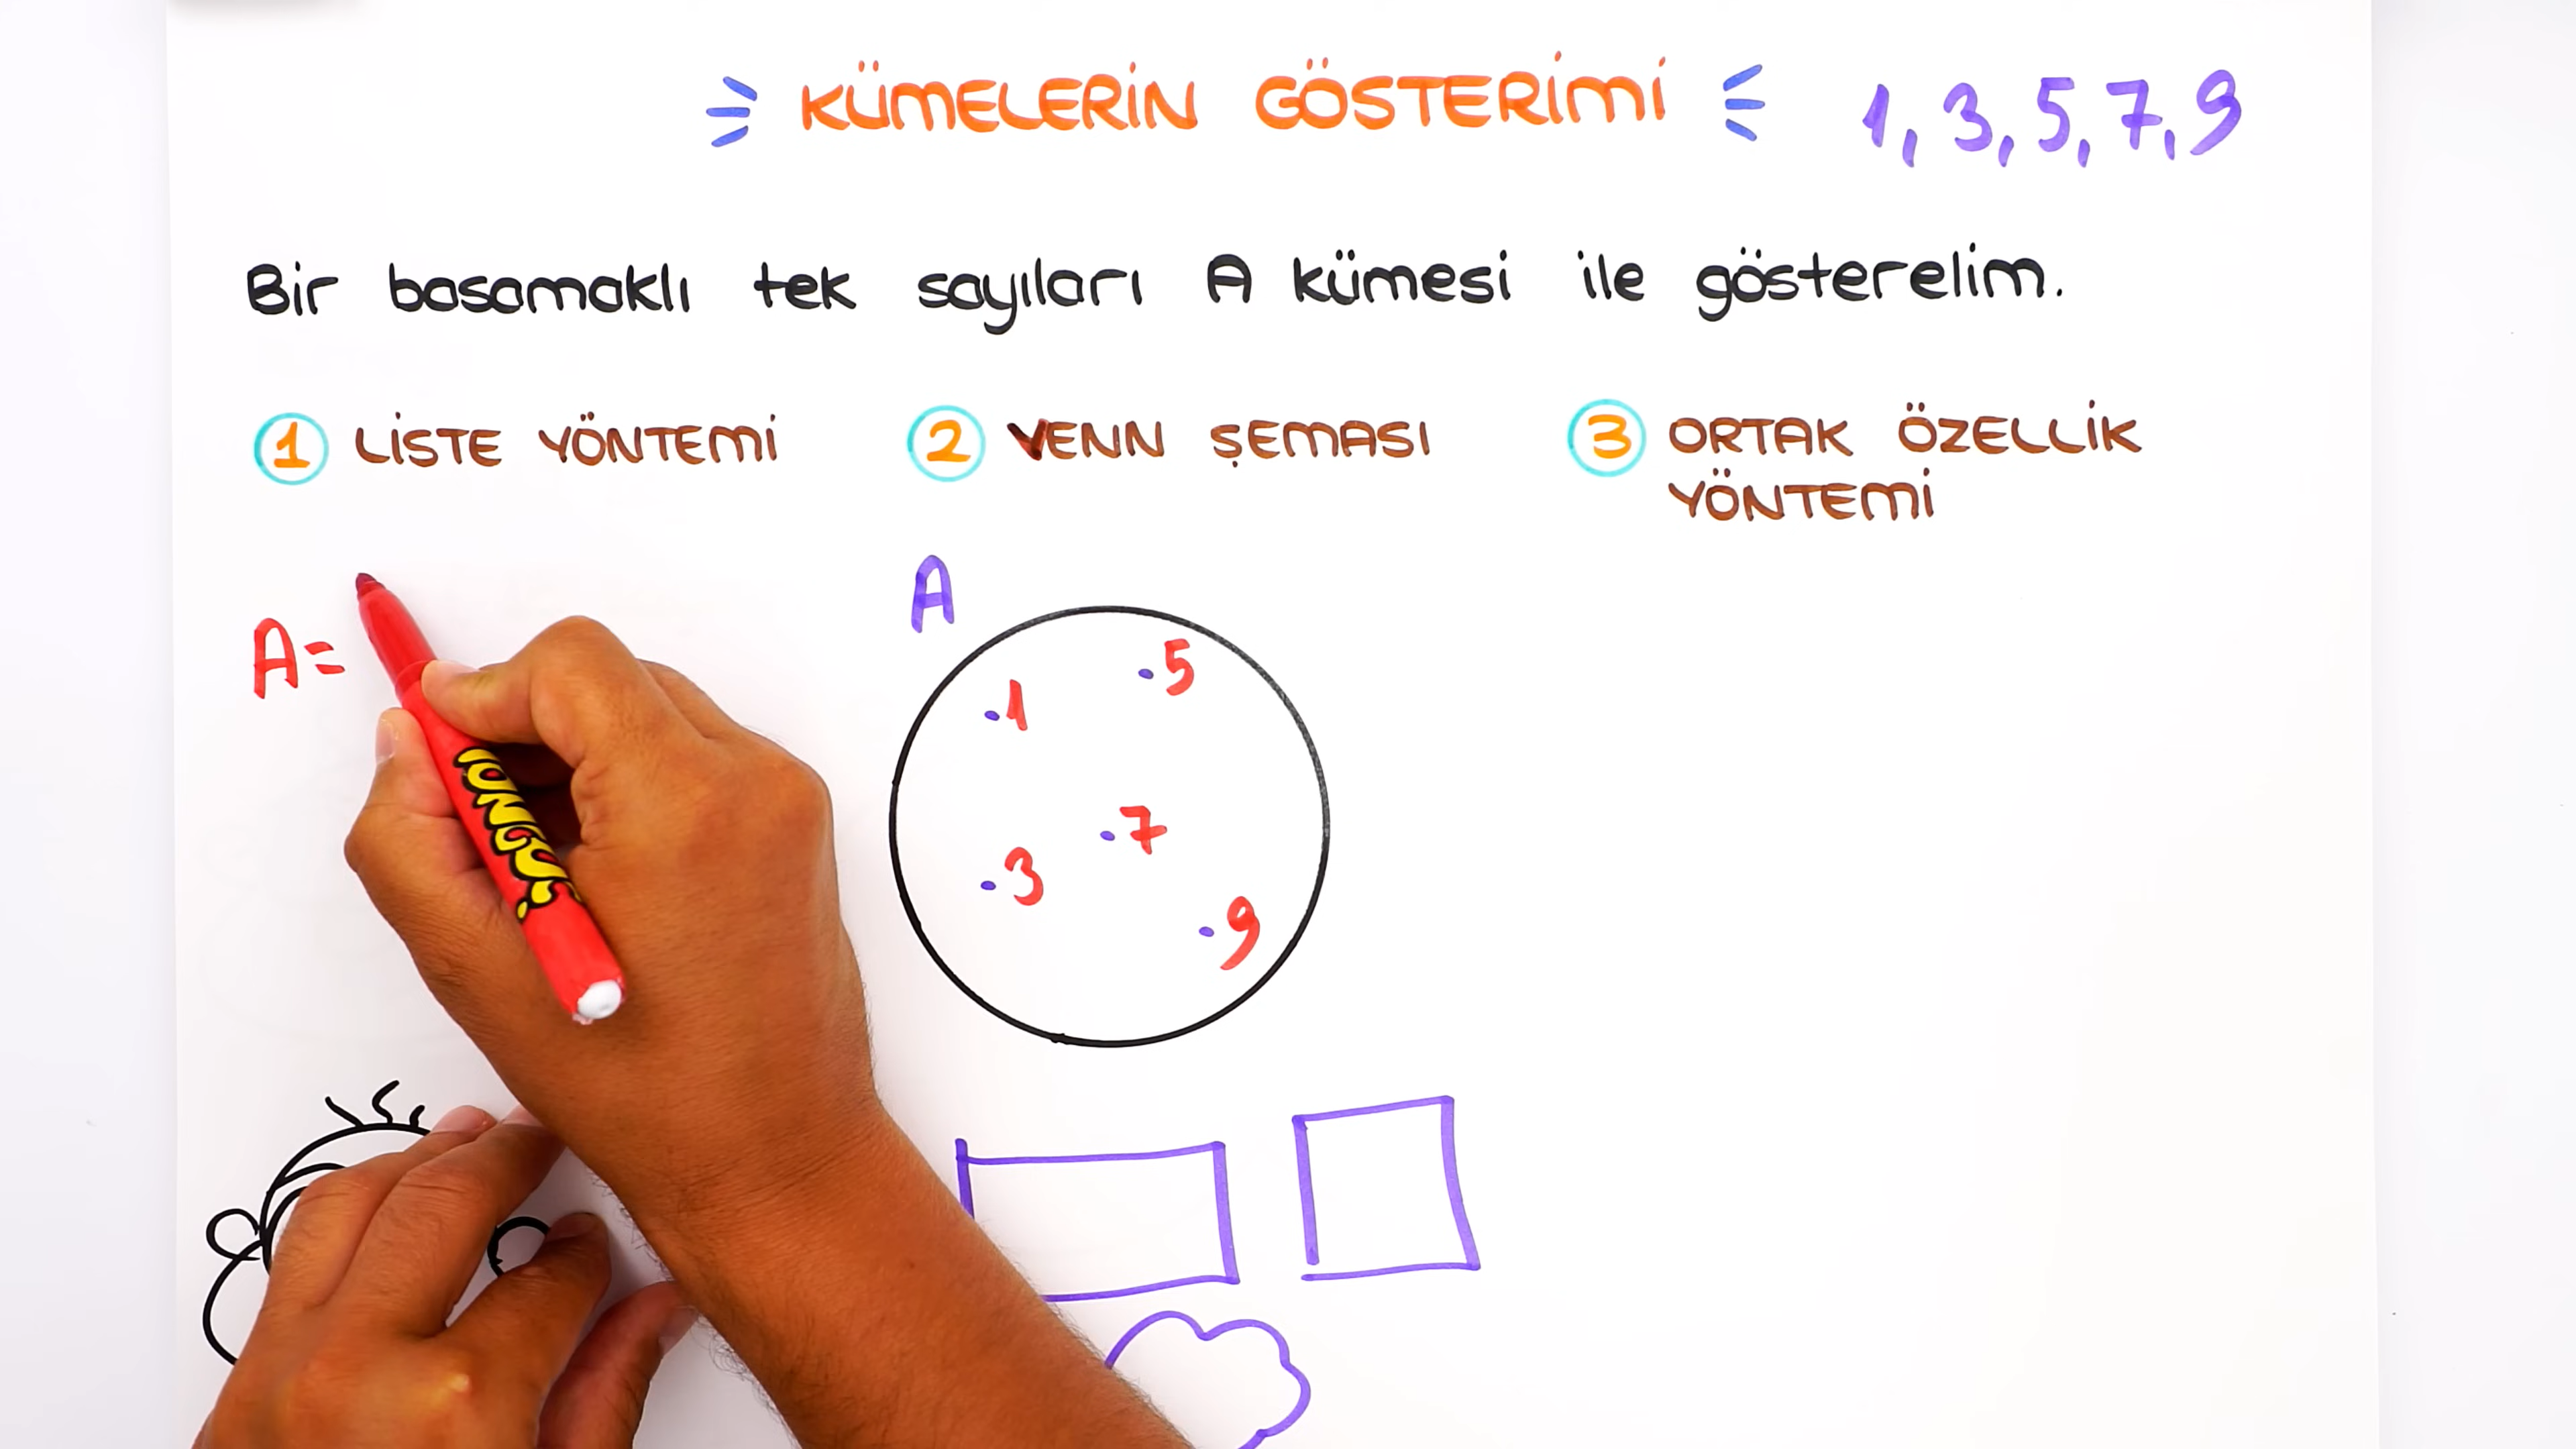 KÜMELERİN GÖSTERİMİ
1, 3, 5, 7, 9
Bir basamaklı tek sayıları A kümesi ile gösterelim.
1 LİSTE YÖNTEMİ
2 VENN ŞEMASI
3 ORTAK ÖZELLİK
YÖNTEMİ
A=
A
.5
.1
.7
.3
.9